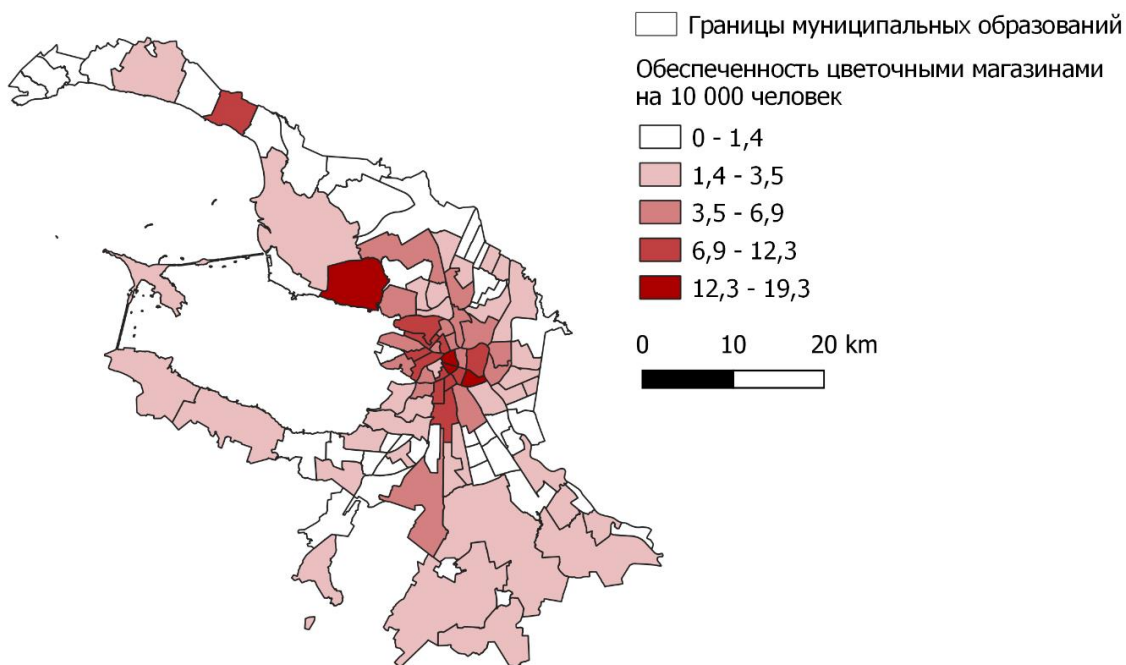 Границы муниципальных образований
Обеспеченность цветочными магазинами
на 10 000 человек
0 - 1,4
1,4 - 3,5
3,5 - 6,9
6,9 - 12,3
12,3 - 19,3
0 10 20 km